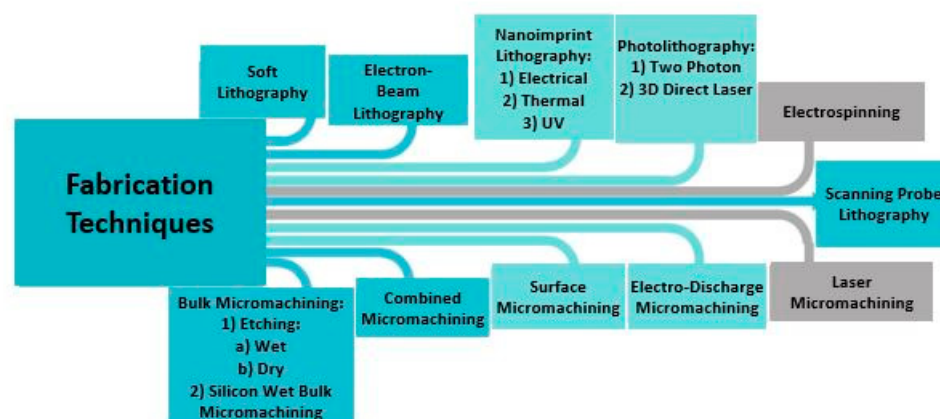 Soft
Lithography
Electron-
Beam
Lithography
Nanoimprint
Lithography:
1) Electrical
2) Thermal
3) UV
Photolithography:
1) Two Photon
2) 3D Direct Laser
Electrospinning
Fabrication
Techniques
Scanning Probe
Lithography
Bulk Micromachining:
1) Etching:
a) Wet
b) Dry
2) Silicon Wet Bulk
Micromachining
Combined
Micromachining
Surface
Micromachining
Electro-Discharge
Micromachining
Laser
Micromachining